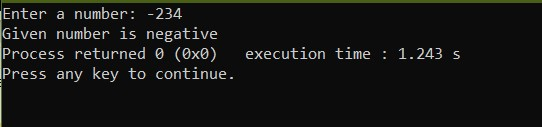 Enter a number: -234
Given number is negative
Process returned 0 (0x0)   execution time : 1.243 s
Press any key to continue.